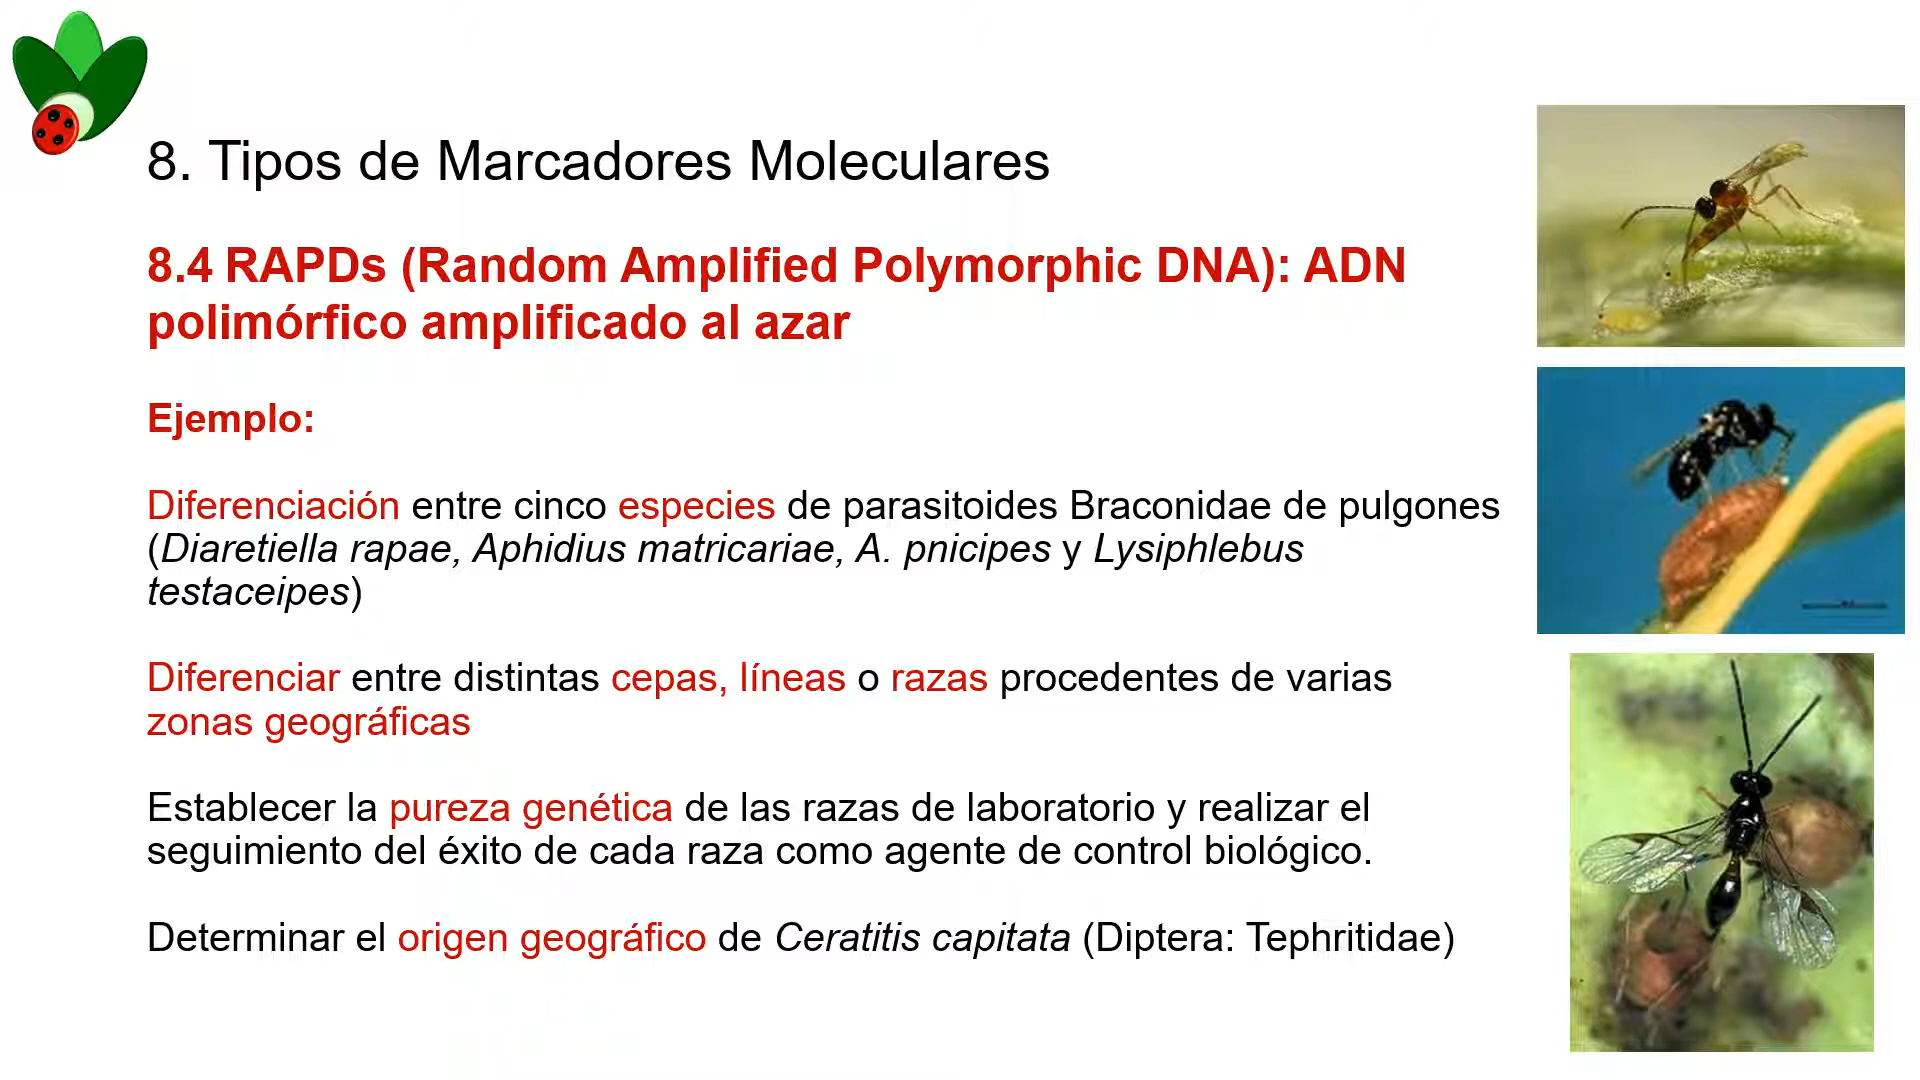 8. Tipos de Marcadores Moleculares
8.4 RAPDs (Random Amplified Polymorphic DNA): ADN
polimórfico amplificado al azar
Ejemplo:
Diferenciación entre cinco especies de parasitoides Braconidae de pulgones
(Diaretiella rapae, Aphidius matricariae, A. pnicipes y Lysiphlebus
testaceipes)
Diferenciar entre distintas cepas, líneas o razas procedentes de varias
zonas geográficas
Establecer la pureza genética de las razas de laboratorio y realizar el
seguimiento del éxito de cada raza como agente de control biológico.
Determinar el origen geográfico de Ceratitis capitata (Diptera: Tephritidae)